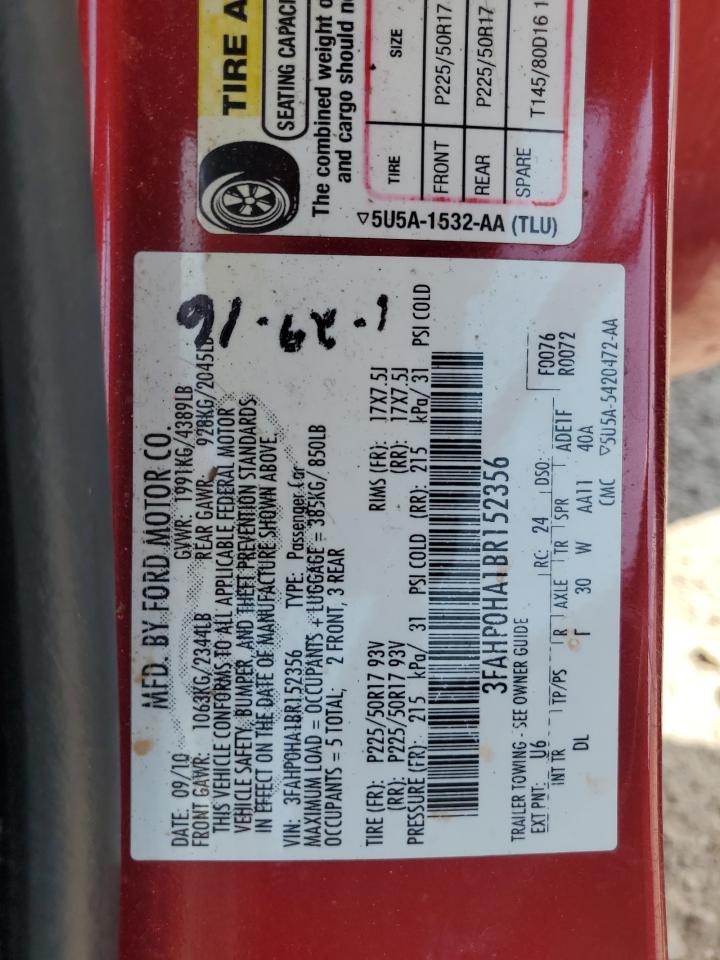 MFD. BY FORD MOTOR CO.
DATE: 09/10 GVWR: 1991KG/4389LB
FRONT GAWR: 1063KG/2344LB REAR GAWR: 928KG/2045LB
THIS VEHICLE CONFORMS TO ALL APPLICABLE FEDERAL MOTOR
VEHICLE SAFETY, BUMPER, AND THEFT PREVENTION STANDARDS
IN EFFECT ON THE DATE OF MANUFACTURE SHOWN ABOVE.
VIN: 3FAHP0HA1BR152356 TYPE: Passenger Car
MAXIMUM LOAD = OCCUPANTS + LUGGAGE = 385KG/ 850LB
OCCUPANTS = 5 TOTAL; 2 FRONT, 3 REAR
TIRE (FR): P225/50R17 93V RIMS (FR): 17X7.5J
(RR): P225/50R17 93V (RR): 17X7.5J
PRESSURE (FR): 215 kPa/ 31 PSI COLD (RR): 215 kPa/ 31 PSI COLD
3FAHP0HA1BR152356
TRAILER TOWING - SEE OWNER GUIDE
EXT PNT: U6 RC: 24 DSO: F0076
R0072
INT TR TP/PS R AXLE TR SPR ADE1F
DL Γ 30 W AA11 40A
CMC ▽5U5A-5420472-AA
TIRE A
SEATING CAPACI
The combined weight o
and cargo should n
TIRE SIZE
FRONT P225/50R17
REAR P225/50R17
SPARE T145/80D16 1
▽5U5A-1532-AA (TLU)